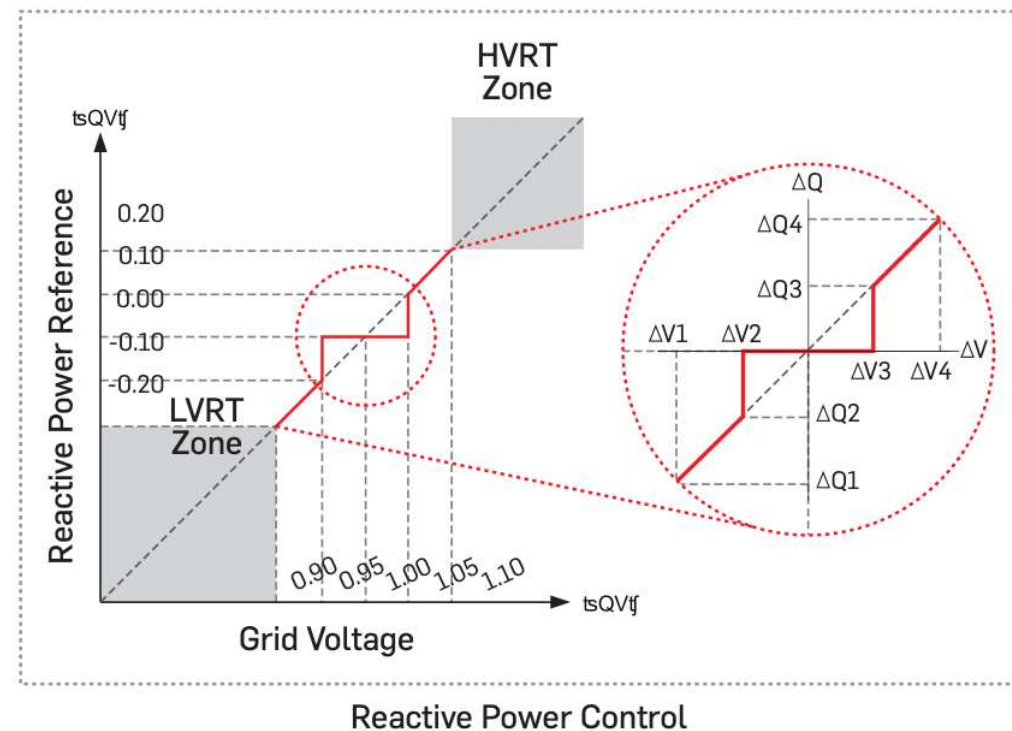 HVRT
Zone
tsQVtʃ
Reactive Power Reference
0.20
0.10
0.00
-0.10
-0.20
LVRT
Zone
0.90
0.95
1.00
1.05
1.10
tsQVtʃ
Grid Voltage
ΔQ
ΔQ4
ΔQ3
ΔV1
ΔV2
ΔV
ΔV3
ΔV4
ΔQ2
ΔQ1
Reactive Power Control